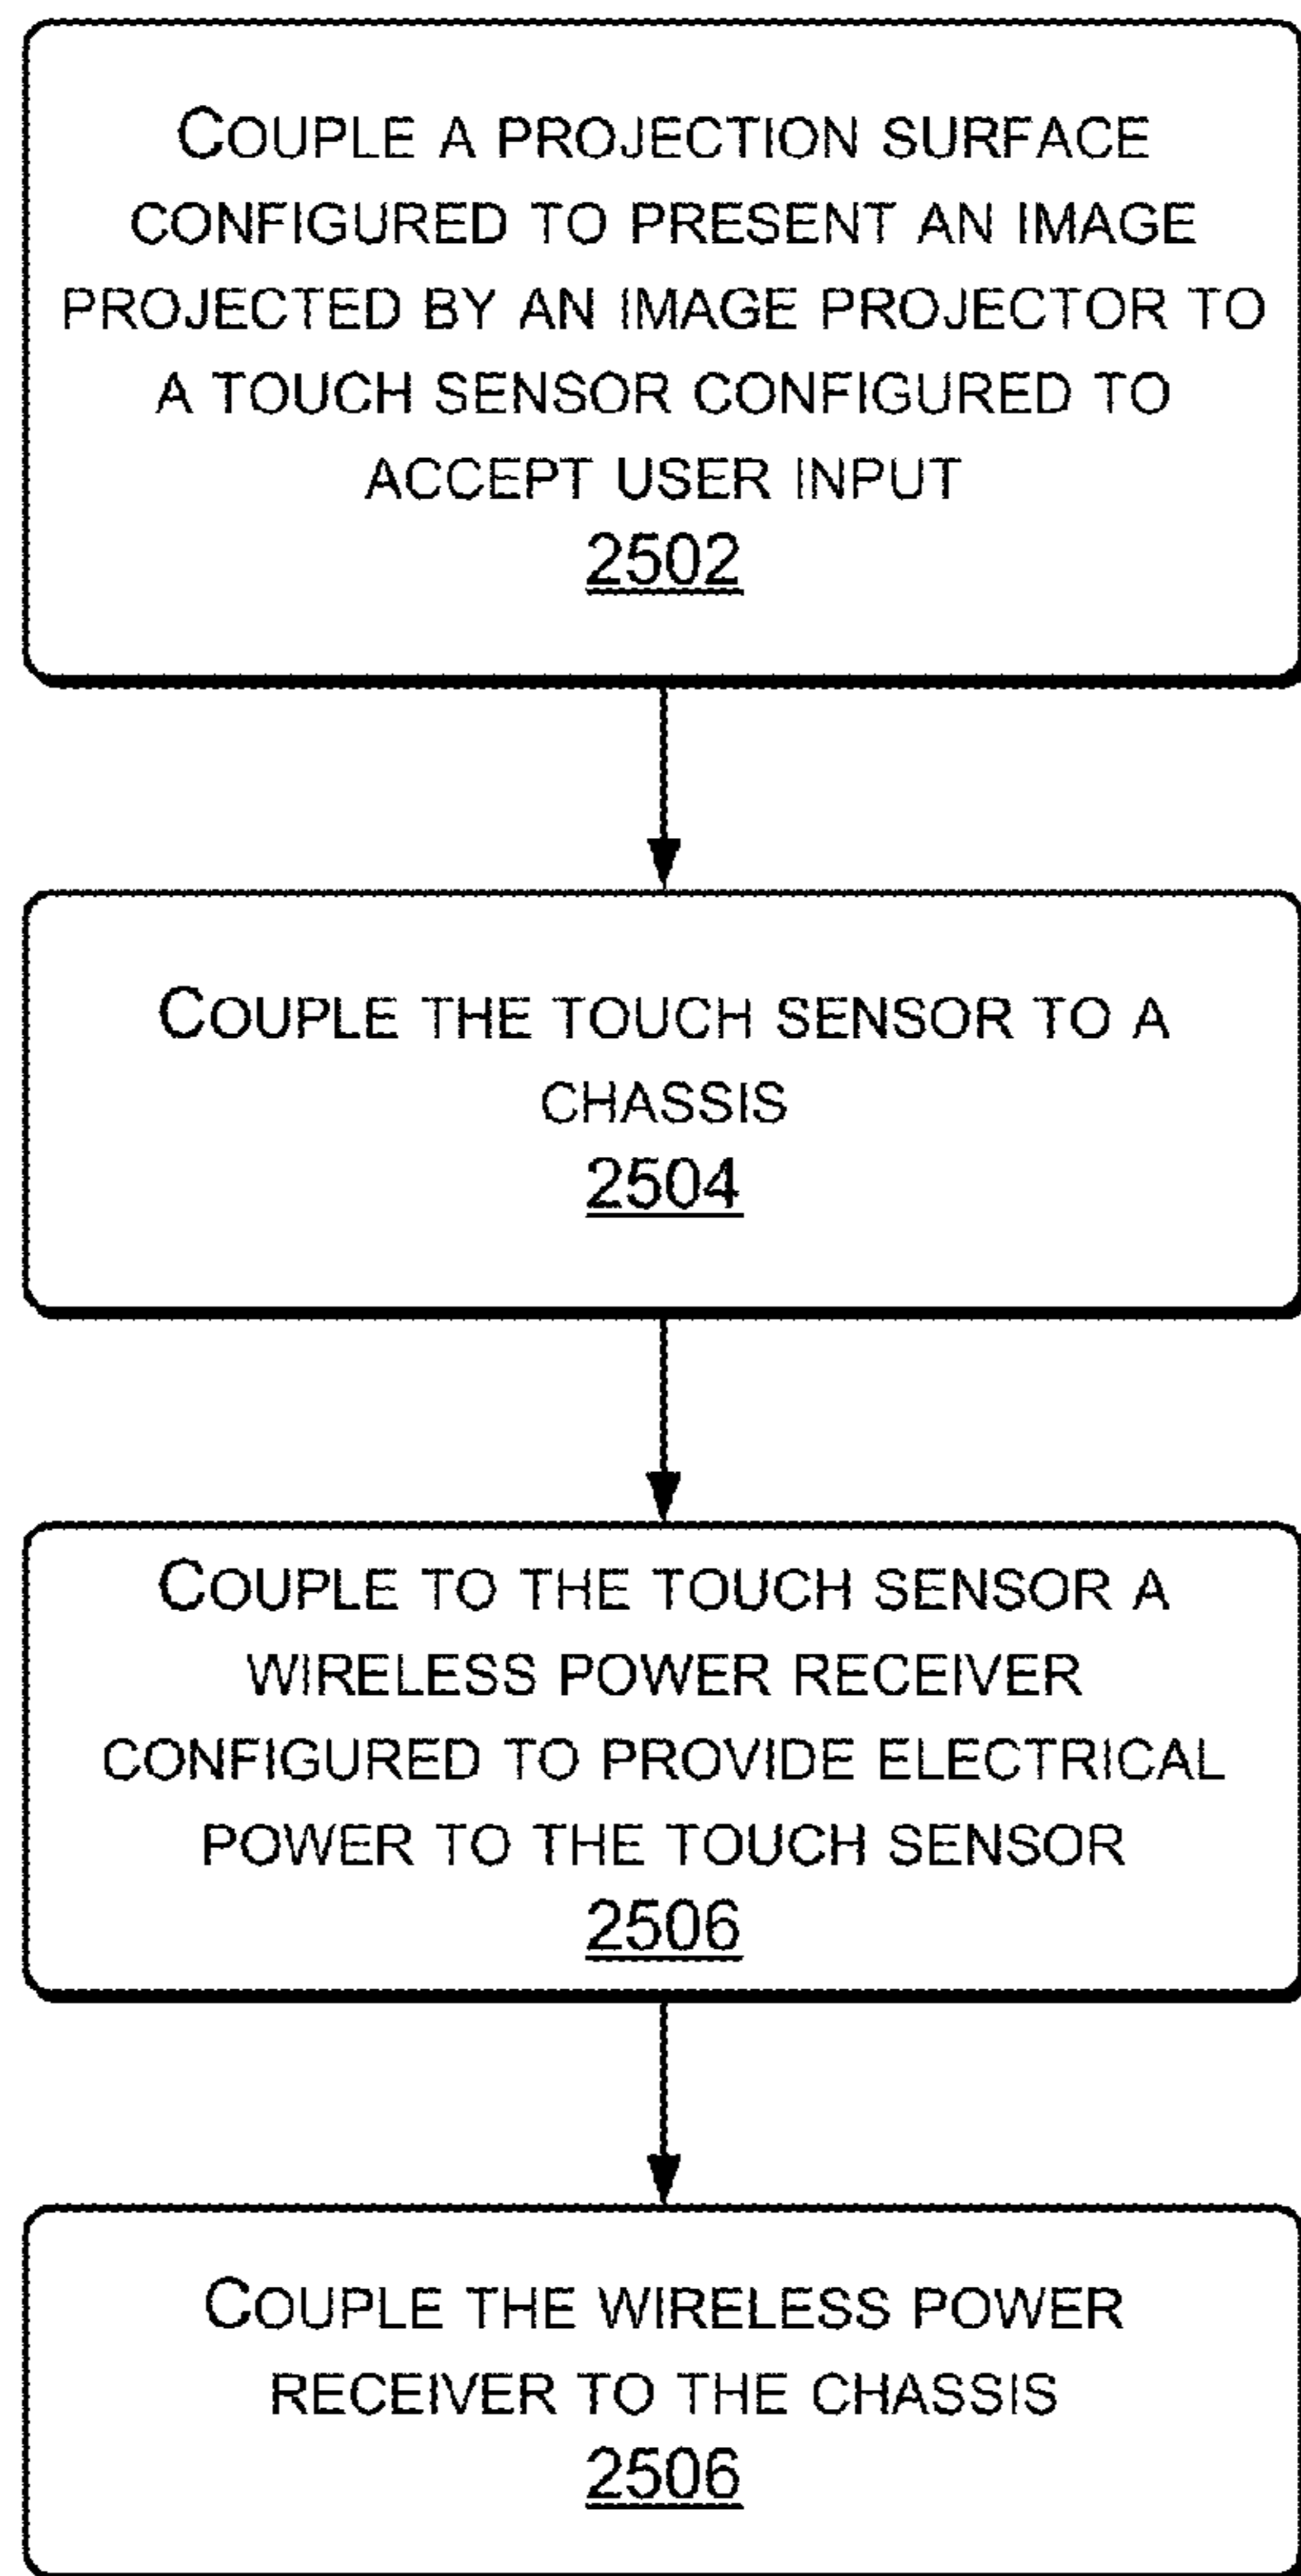 COUPLE A PROJECTION SURFACE
CONFIGURED TO PRESENT AN IMAGE
PROJECTED BY AN IMAGE PROJECTOR TO
A TOUCH SENSOR CONFIGURED TO
ACCEPT USER INPUT
2502
COUPLE THE TOUCH SENSOR TO A
CHASSIS
2504
COUPLE TO THE TOUCH SENSOR A
WIRELESS POWER RECEIVER
CONFIGURED TO PROVIDE ELECTRICAL
POWER TO THE TOUCH SENSOR
2506
COUPLE THE WIRELESS POWER
RECEIVER TO THE CHASSIS
2506